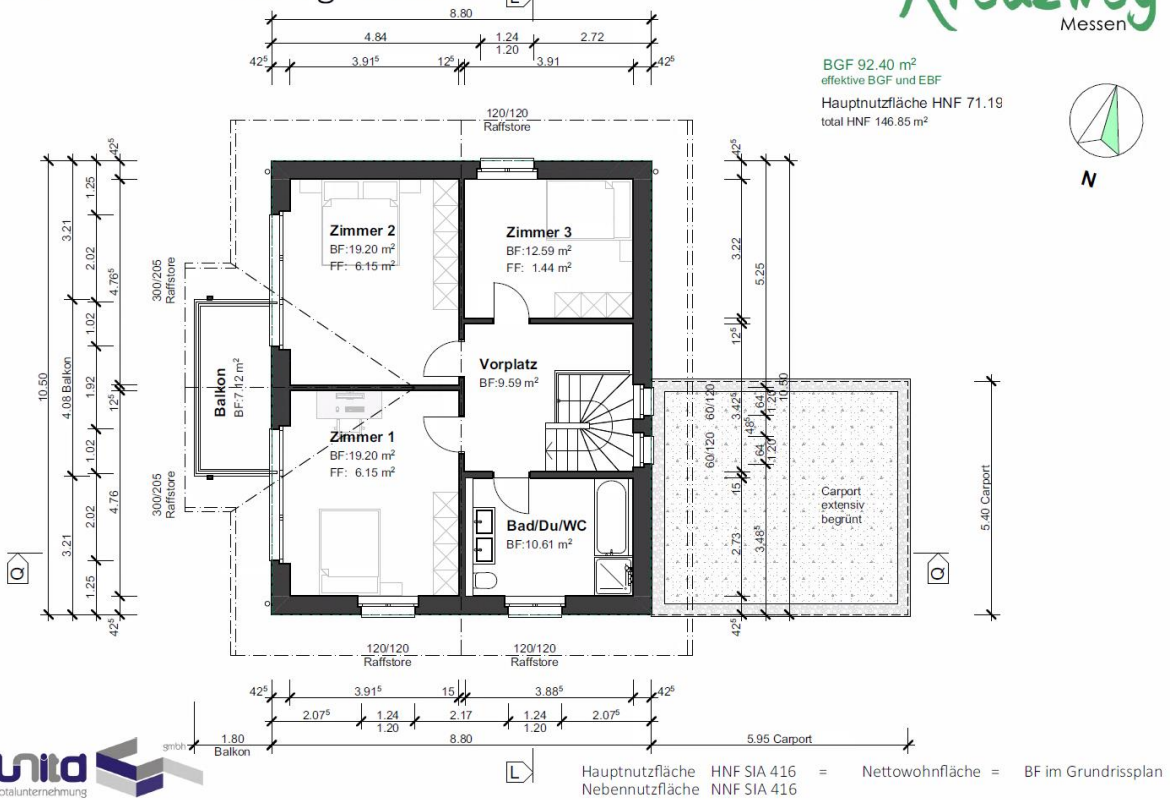 Kreuzweg
Messen
BGF 92.40 m²
effektive BGF und EBF
Hauptnutzfläche HNF 71.19
total HNF 146.85 m²
N
L
8.80
4.84 1.24 2.72
1.20
42⁵ 3.91⁵ 12⁵ 3.91 42⁵
120/120
Raffstore
Zimmer 2
BF:19.20 m²
FF: 6.15 m²
Zimmer 3
BF:12.59 m²
FF: 1.44 m²
Vorplatz
BF:9.59 m²
Balkon
BF:7.12 m²
Zimmer 1
BF:19.20 m²
FF: 6.15 m²
Bad/Du/WC
BF:10.61 m²
Carport
extensiv
begrünt
300/205
Raffstore
300/205
Raffstore
10.50
3.21
4.08 Balkon
3.21
1.25
2.02
1.02
1.92
1.02
2.02
1.25
42⁵
4.76⁵
12⁵
4.76
42⁵
42⁵
3.22
12⁵
3.42⁵
15
2.73
42⁵
60/120
60/120
5.25
64
1.20
48⁵
64
1.20
3.48⁵
10.50
5.40 Carport
Q
Q
120/120
Raffstore
120/120
Raffstore
42⁵ 3.91⁵ 15 3.88⁵ 42⁵
2.07⁵ 1.24 2.17 1.24 2.07⁵
1.20 1.20
1.80 8.80 5.95 Carport
Balkon
L
unita
gmbh
totalunternehmung
Hauptnutzfläche HNF SIA 416 = Nettowohnfläche = BF im Grundrissplan
Nebennutzfläche NNF SIA 416